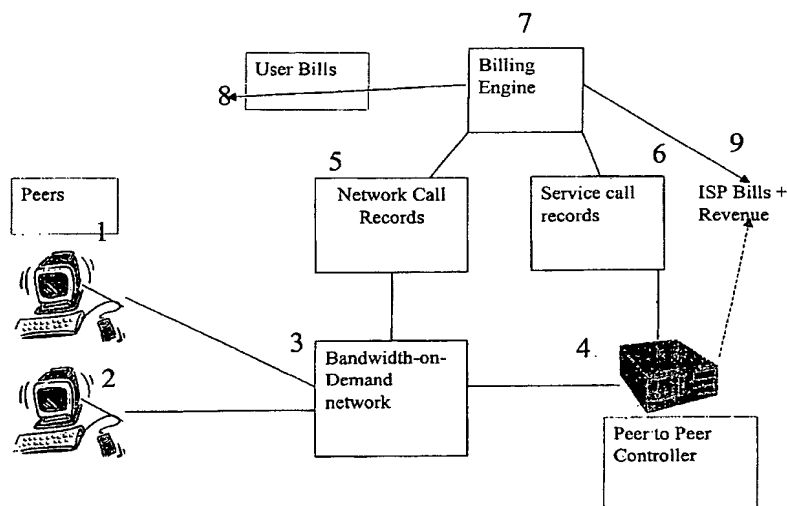 7
User Bills
Billing
Engine
8
9
5
6
Peers
Network Call
Records
Service call
records
ISP Bills +
Revenue
1
3
4
Bandwidth-on-
Demand
network
2
Peer to Peer
Controller